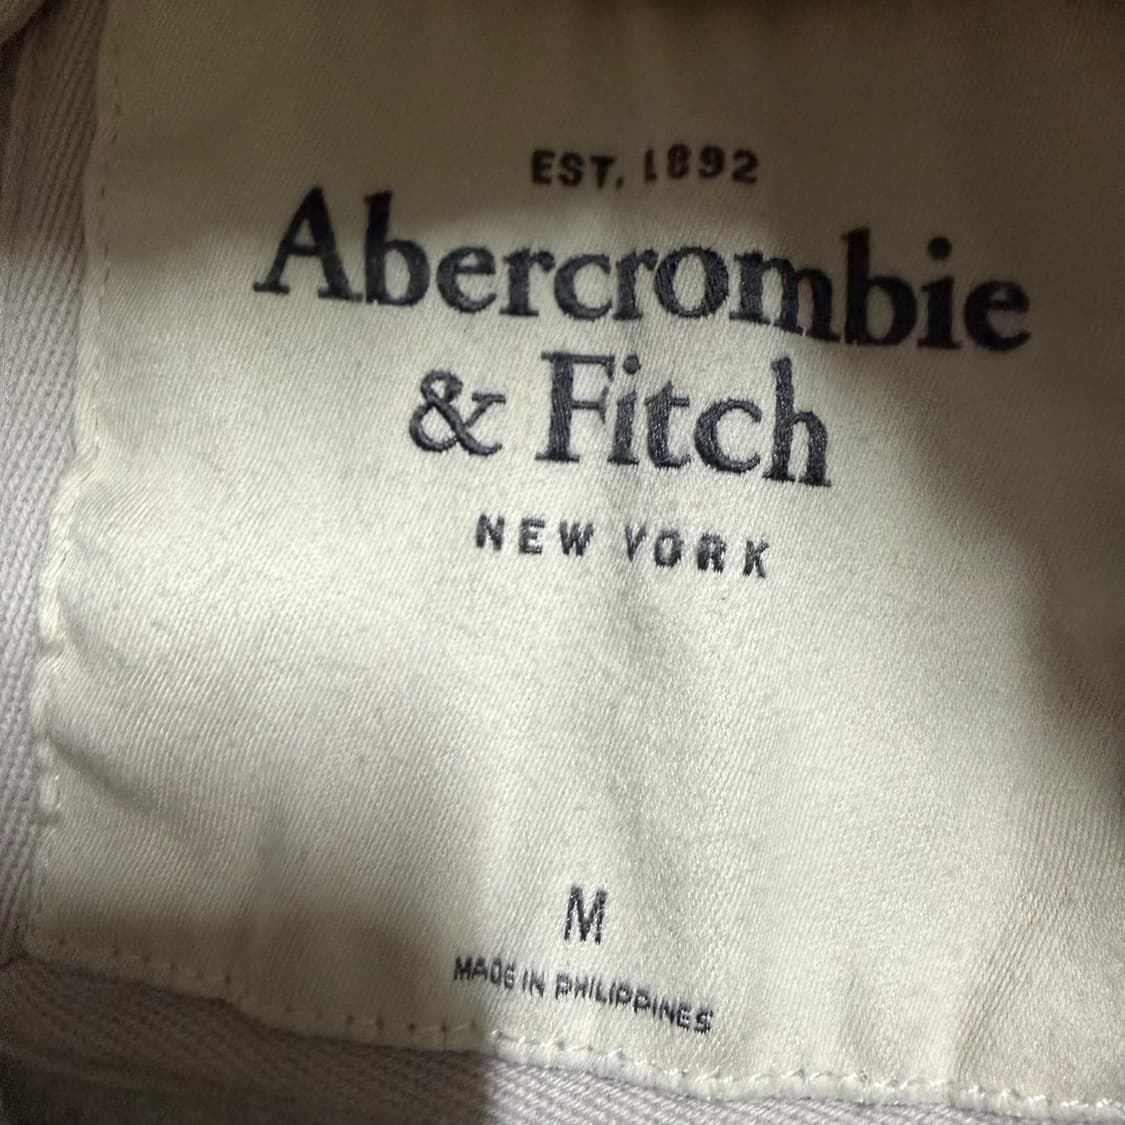 EST. 1892
Abercrombie
& Fitch
NEW YORK
M
MADE IN PHILIPPINES